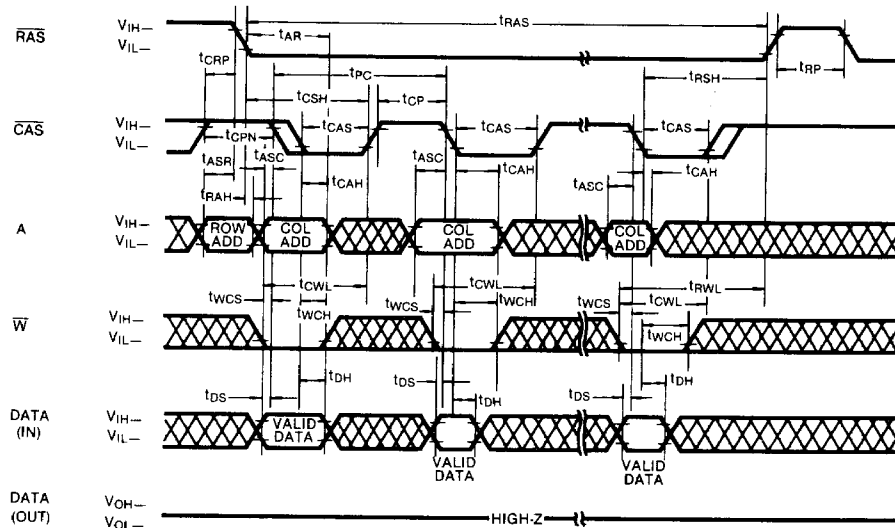 RAS VIH— VIL— tAR tRAS tRP
tCRP tPC tRSH
tCSH tCP
CAS VIH— VIL— tCPN tCAS tCAS tCAS
tASR tASC tCAH tASC tCAH tASC tCAH
tRAH
A VIH— VIL— ROW ADD COL ADD COL ADD COL ADD
tCWL tCWL tRWL
tWCS tWCH tWCS tWCH tWCS tCWL
W VIH— VIL— tWCH
tDS tDH tDS tDH tDS tDH
DATA (IN) VIH— VIL— VALID DATA
VALID DATA VALID DATA
DATA (OUT) VOH— VOL— HIGH-Z